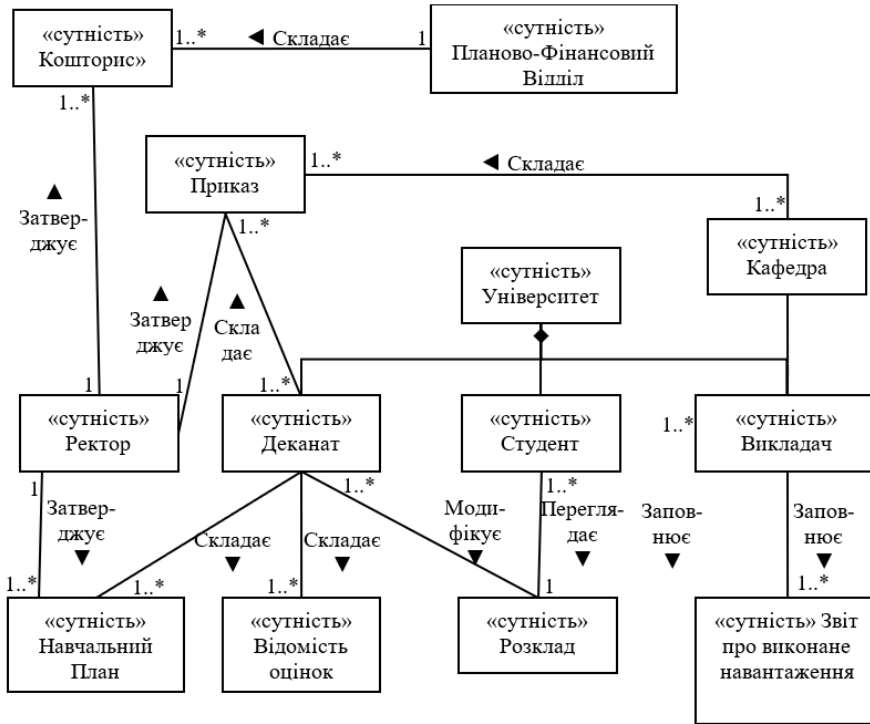 «сутність»
Кошторис»
1..*
◄ Складає
1
«сутність»
Планово-Фінансовий
Відділ
1..*
«сутність»
Приказ
1..*
◄ Складає
▲
Затвер-
джує
1..*
1..*
«сутність»
Кафедра
«сутність»
Університет
▲
Затвер
джує
▲
Скла
дає
1
1
1..*
«сутність»
Ректор
«сутність»
Деканат
«сутність»
Студент
1..*
«сутність»
Викладач
1
Затвер-
джує
▼
Складає
▼
Складає
▼
1..*
Моди-
фікує
▼
1..*
Перегля-
дає
▼
Запов-
нює
▼
Запов-
нює
▼
1..*
1..*
1..*
1
1..*
«сутність»
Навчальний
План
«сутність»
Відомість
оцінок
«сутність»
Розклад
«сутність» Звіт
про виконане
навантаження